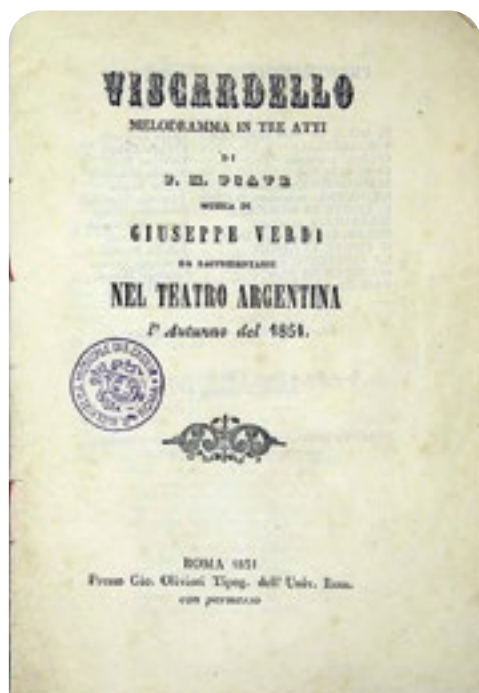 VISCARDELLO
MELODRAMMA IN TRE ATTI
DI
F. M. PIAVE
MUSICA DI
GIUSEPPE VERDI
DA RAPPRESENTARSI
NEL TEATRO ARGENTINA
l' Autunno del 1851.
ROMA 1851
Presso Gio. Olivieri Tipog. dell' Univ. Rom.
con permesso